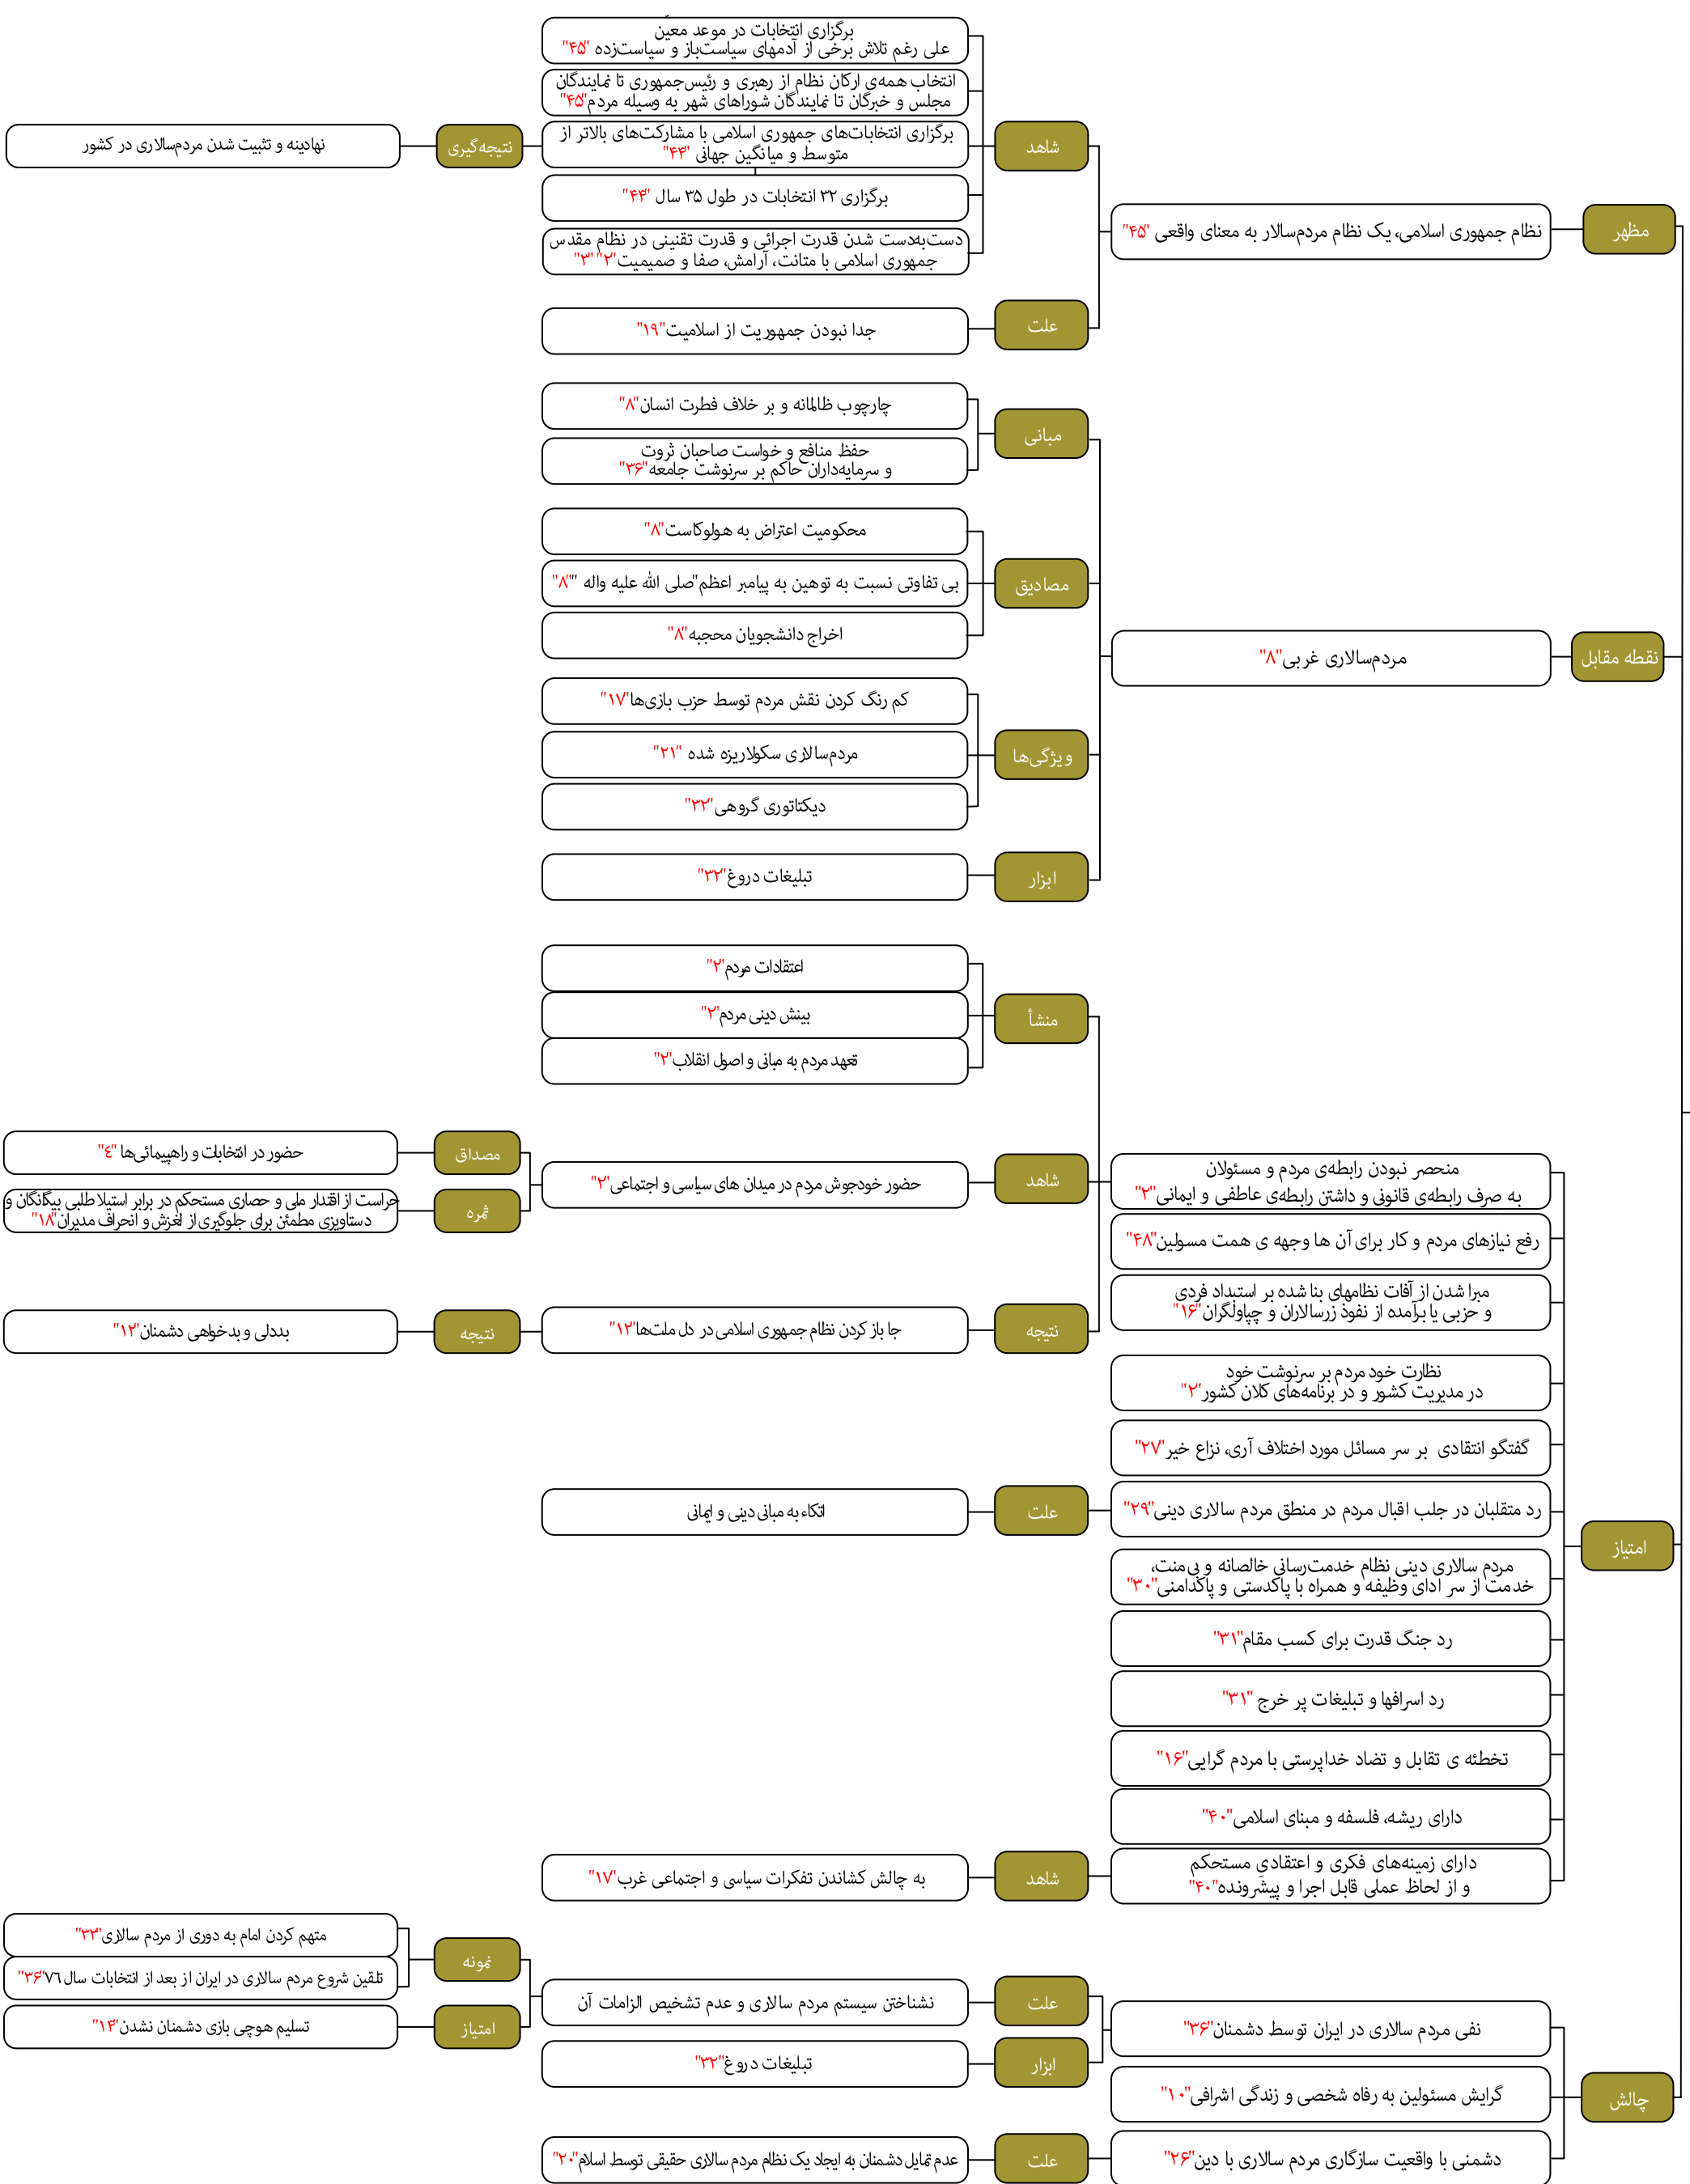 مظهر
نظام جمهوری اسلامی، یک نظام مردم‌سالار به معنای واقعی "۴۵"
شاهد
برگزاری انتخابات در موعد معین
علی رغم تلاش برخی از آدمهای سیاست‌باز و سیاست‌زده "۴۵"
انتخاب همه‌ی ارکان نظام از رهبری و رئیس‌جمهوری تا نمایندگان
مجلس و خبرگان تا نمایندگان شوراهای شهر به وسیله مردم"۴۵"
برگزاری انتخابات‌های جمهوری اسلامی با مشارکت‌های بالاتر از
متوسط و میانگین جهانی "۴۴"
برگزاری ۳۲ انتخابات در طول ۳۵ سال "۴۴"
دست‌به‌دست شدن قدرت اجرائی و قدرت تقنینی در نظام مقدس
جمهوری اسلامی با متانت، آرامش، صفا و صمیمیت"۲" "۳"
نتیجه‌گیری
نهادینه و تثبیت شدن مردم‌سالاری در کشور
علت
جدا نبودن جمهوریت از اسلامیت"۱۹"
نقطه مقابل
مردم‌سالاری غربی"۸"
مبانی
چارچوب ظالمانه و بر خلاف فطرت انسان"۸"
حفظ منافع و خواست صاحبان ثروت
و سرمایه‌داران حاکم بر سرنوشت جامعه"۳۶"
مصادیق
محکومیت اعتراض به هولوکاست"۸"
بی تفاوتی نسبت به توهین به پیامبر اعظم"صلی الله علیه واله ""۸"
اخراج دانشجویان محجبه"۸"
ویژگی‌ها
کم رنگ کردن نقش مردم توسط حزب بازی‌ها"۱۷"
مردم‌سالاری سکولاریزه شده "۲۱"
دیکتاتوری گروهی"۳۲"
ابزار
تبلیغات دروغ"۳۲"
امتیاز
منحصر نبودن رابطه‌ی مردم و مسئولان
به صرف رابطه‌ی قانونی و داشتن رابطه‌ی عاطفی و ایمانی"۲"
منشأ
اعتقادات مردم"۲"
بینش دینی مردم"۲"
تعهد مردم به مبانی و اصول انقلاب"۲"
شاهد
حضور خودجوش مردم در میدان های سیاسی و اجتماعی"۲"
مصداق
حضور در انتخابات و راهپیمائی‌ها "٤"
ثمره
حراست از اقتدار ملی و حصاری مستحکم در برابر استیلا طلبی بیگانگان و
دستاویزی مطمئن برای جلوگیری از لغزش و انحراف مدیران"۱۸"
نتیجه
جا باز کردن نظام جمهوری اسلامی در دل ملت‌ها"۱۲"
نتیجه
بددلی و بدخواهی دشمنان"۱۲"
رفع نیازهای مردم و کار برای آن ها وجهه ی همت مسولین"۴۸"
مبرا شدن از آفات نظامهای بنا شده بر استبداد فردی
و حزبی یا برآمده از نفوذ زرسالاران و چپاولگران"۱۶"
نظارت خود مردم بر سرنوشت خود
در مدیریت کشور و در برنامه‌های کلان کشور"۲"
گفتگو انتقادی بر سر مسائل مورد اختلاف آری، نزاع خیر"۲۷"
رد متقلبان در جلب اقبال مردم در منطق مردم سالاری دینی"۲۹"
علت
اتکاء به مبانی دینی و ایمانی
مردم سالاری دینی نظام خدمت‌رسانی خالصانه و بی‌منت،
خدمت از سر ادای وظیفه و همراه با پاکدستی و پاکدامنی"۳۰"
رد جنگ قدرت برای کسب مقام"۳۱"
رد اسرافها و تبلیغات پر خرج "۳۱"
تخطئه ی تقابل و تضاد خداپرستی با مردم گرایی"۱۶"
دارای ریشه، فلسفه و مبنای اسلامی"۴۰"
دارای زمینه‌های فکری و اعتقادیِ مستحکم
و از لحاظ عملی قابل اجرا و پیشرونده"۴۰"
شاهد
به چالش کشاندن تفکرات سیاسی و اجتماعی غرب"۱۷"
چالش
نفی مردم سالاری در ایران توسط دشمنان"۳۶"
علت
نشناختن سیستم مردم سالاری و عدم تشخیص الزامات آن
نمونه
متهم کردن امام به دوری از مردم سالاری"۳۳"
تلقین شروع مردم سالاری در ایران از بعد از انتخابات سال ۷٦"۳۶"
امتیاز
تسلیم هوچی بازی دشمنان نشدن"۱۴"
ابزار
تبلیغات دروغ"۳۲"
گرایش مسئولین به رفاه شخصی و زندگی اشرافی"۱۰"
دشمنی با واقعیت سازگاری مردم سالاری با دین"۲۶"
علت
عدم تمایل دشمنان به ایجاد یک نظام مردم سالاری حقیقی توسط اسلام"۲۰"